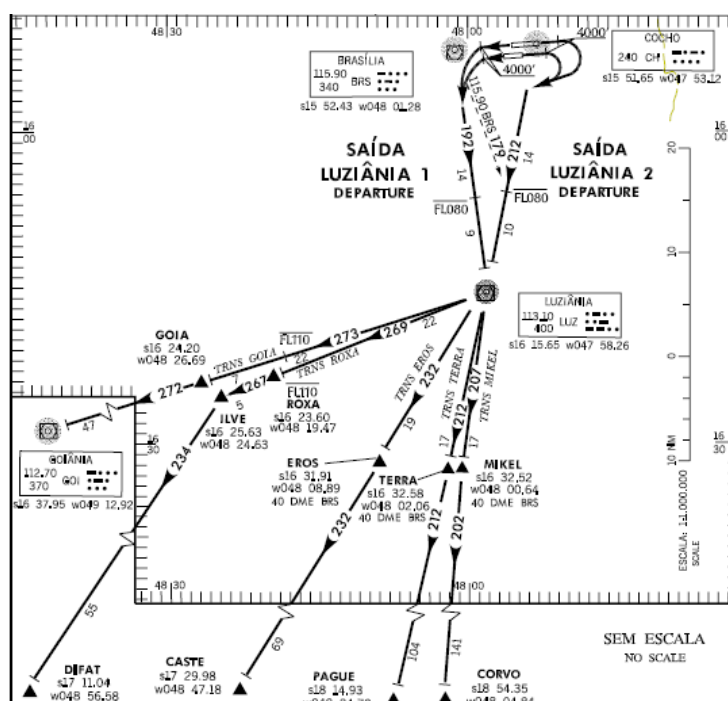 48 30
48 00
4000'
COCHO
240 CH
s15 51.65 w047 53.12
BRASÍLIA
115.90
340 BRS
s15 52.43 w048 01.28
4000'
16
00
16
00
115.90 BRS 179
192
212
14
14
20
SAÍDA
LUZIÂNIA 1
DEPARTURE
SAÍDA
LUZIÂNIA 2
DEPARTURE
FL080
FL080
9
10
10
LUZIÂNIA
113.10
400 LUZ
s16 15.65 w047 58.26
GOIA
s16 24.20
w048 26.69
FL110
273
269
22
22
TRNS GOIA
TRNS ROXA
7
272
267
5
FL110
ROXA
s16 23.60
w048 19.47
ILVE
s16 25.63
w048 24.63
TRNS EROS
232
19
TRNS TERRA
212
17
207
TRNS MIKEL
17
0
47
GOIÂNIA
112.70
370 GOI
s16 37.95 w049 12.92
16
30
16
30
234
EROS
s16 31.91
w048 08.89
40 DME BRS
TERRA
s16 32.58
w048 02.06
40 DME BRS
MIKEL
s16 32.52
w048 00.64
40 DME BRS
10 NM
ESCALA: 1:1.000.000
SCALE
232
212
202
48 30
48 00
55
69
104
141
SEM ESCALA
NO SCALE
DIFAT
s17 11.04
w048 56.58
CASTE
s17 29.98
w048 47.18
PAGUE
s18 14.93
CORVO
s18 54.35